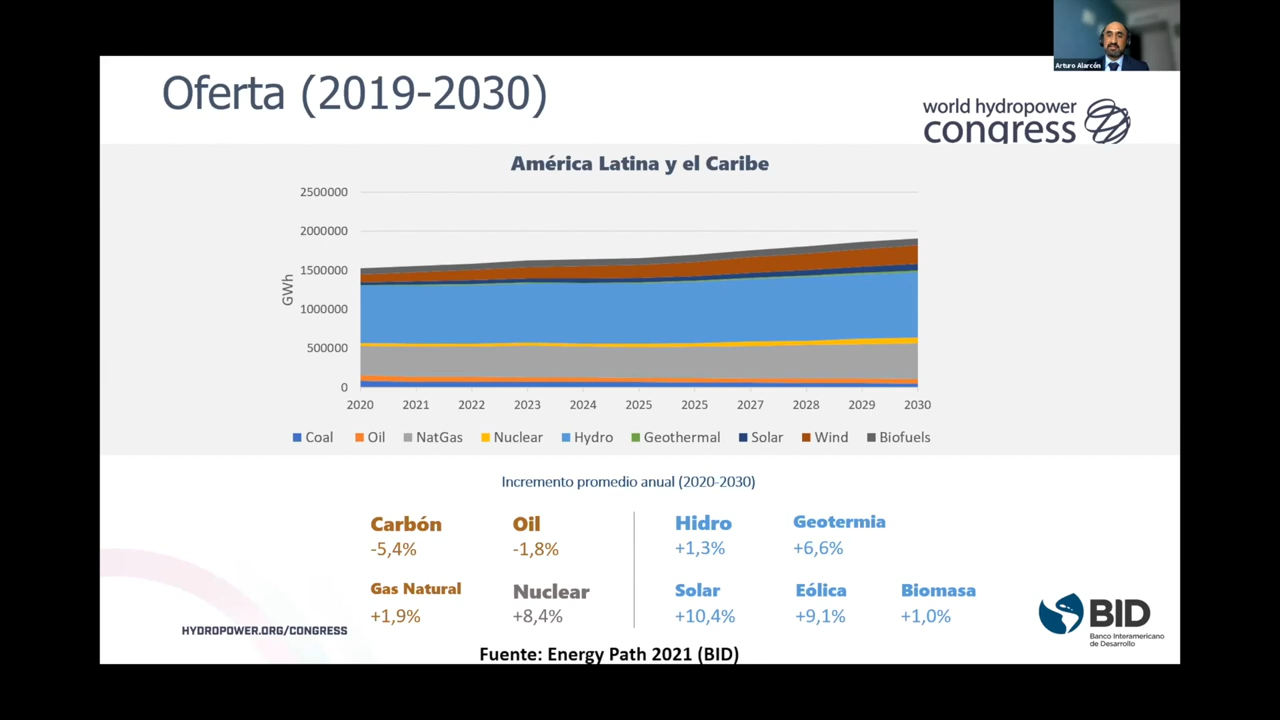 Arturo Alarcón
Oferta (2019-2030)
world hydropower
congress
América Latina y el Caribe
2500000
2000000
1500000
1000000
500000
0
GWh
2020 2021 2022 2023 2024 2025 2025 2027 2028 2029 2030
Coal Oil NatGas Nuclear Hydro Geothermal Solar Wind Biofuels
Incremento promedio anual (2020-2030)
Carbón Oil Hidro Geotermia
-5,4% -1,8% +1,3% +6,6%
Gas Natural Nuclear Solar Eólica Biomasa
+1,9% +8,4% +10,4% +9,1% +1,0%
HYDROPOWER.ORG/CONGRESS
BID
Banco Interamericano
de Desarrollo
Fuente: Energy Path 2021 (BID)